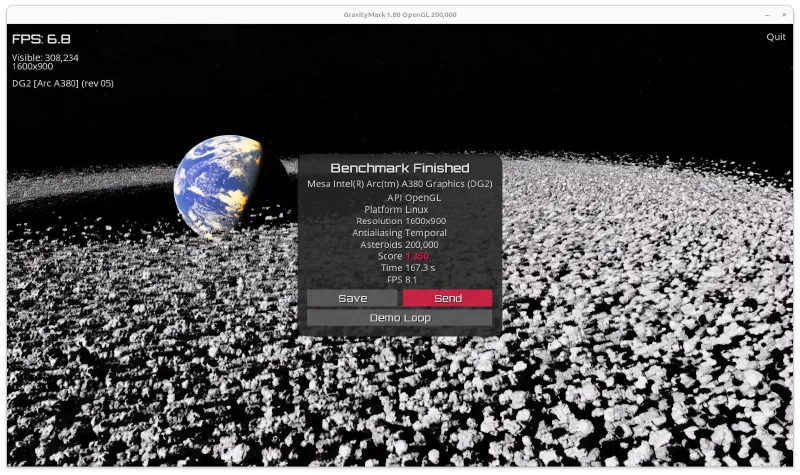 GravityMark 1.80 OpenGL 200,000
FPS: 6.8
Quit
Visible: 308,234
1600x900
DG2 [Arc A380] (rev 05)
Benchmark Finished
Mesa Intel(R) Arc(tm) A380 Graphics (DG2)
API OpenGL
Platform Linux
Resolution 1600x900
Antialiasing Temporal
Asteroids 200,000
Score 1,350
Time 167.3 s
FPS 8.1
Save Send
Demo Loop